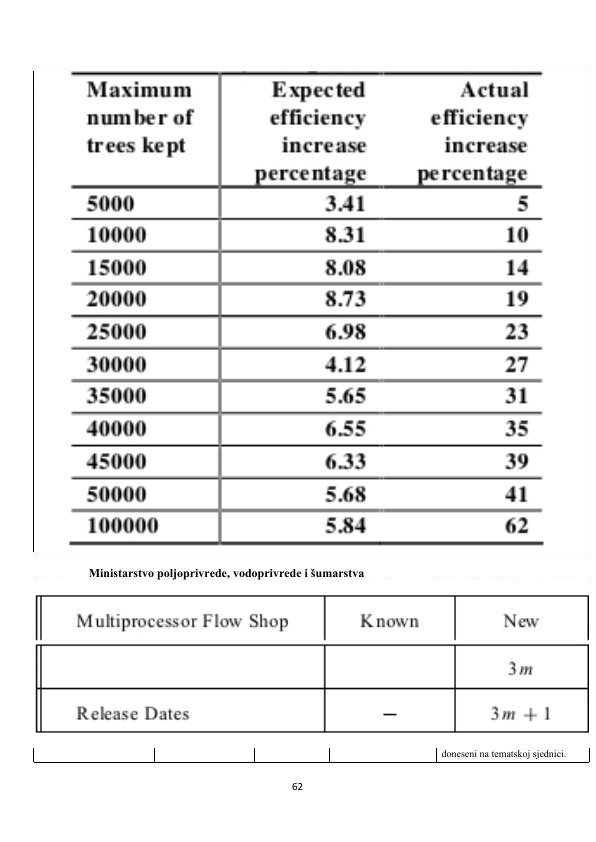 Maximum number of trees kept Expected efficiency increase percentage Actual efficiency increase percentage
5000 3.41 5
10000 8.31 10
15000 8.08 14
20000 8.73 19
25000 6.98 23
30000 4.12 27
35000 5.65 31
40000 6.55 35
45000 6.33 39
50000 5.68 41
100000 5.84 62
Ministarstvo poljoprivrede, vodoprivrede i šumarstva
Multiprocessor Flow Shop Known New
3m
Release Dates – 3m + 1
doneseni na tematskoj sjednici.
62